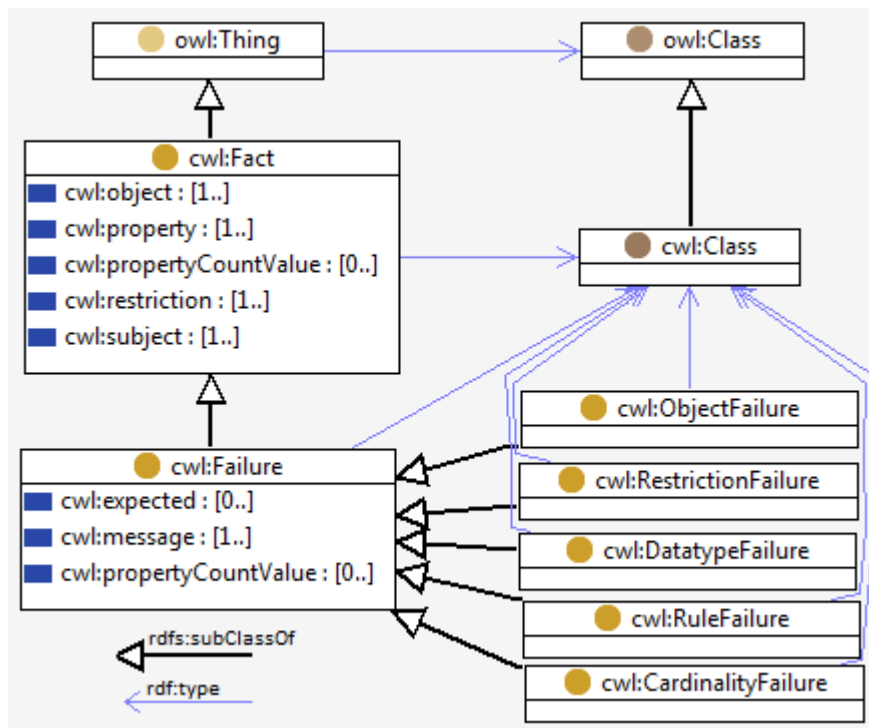 owl:Thing
owl:Class
cwl:Fact
cwl:object : [1..]
cwl:property : [1..]
cwl:propertyCountValue : [0..]
cwl:restriction : [1..]
cwl:subject : [1..]
cwl:Class
cwl:Failure
cwl:expected : [0..]
cwl:message : [1..]
cwl:propertyCountValue : [0..]
cwl:ObjectFailure
cwl:RestrictionFailure
cwl:DatatypeFailure
cwl:RuleFailure
cwl:CardinalityFailure
rdfs:subClassOf
rdf:type